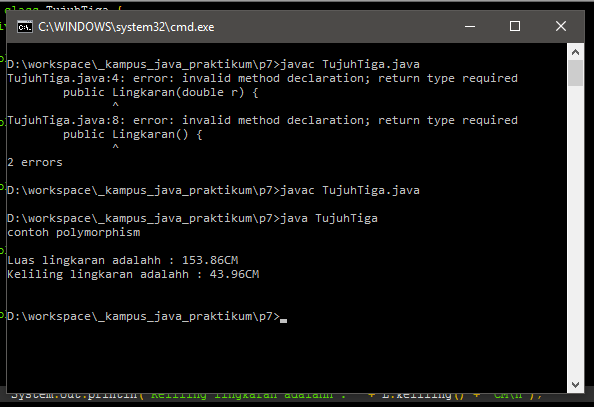 class TujuhTiga {
C:\WINDOWS\system32\cmd.exe
D:\workspace\_kampus_java_praktikum\p7>javac TujuhTiga.java
TujuhTiga.java:4: error: invalid method declaration; return type required
public Lingkaran(double r) {
^
TujuhTiga.java:8: error: invalid method declaration; return type required
public Lingkaran() {
^
2 errors
D:\workspace\_kampus_java_praktikum\p7>javac TujuhTiga.java
D:\workspace\_kampus_java_praktikum\p7>java TujuhTiga
contoh polymorphism
Luas lingkaran adalahh : 153.86CM
Keliling lingkaran adalahh : 43.96CM
D:\workspace\_kampus_java_praktikum\p7>
System.out.println("Keliling lingkaran adalahh : " + L.keliling() + "CM\n");